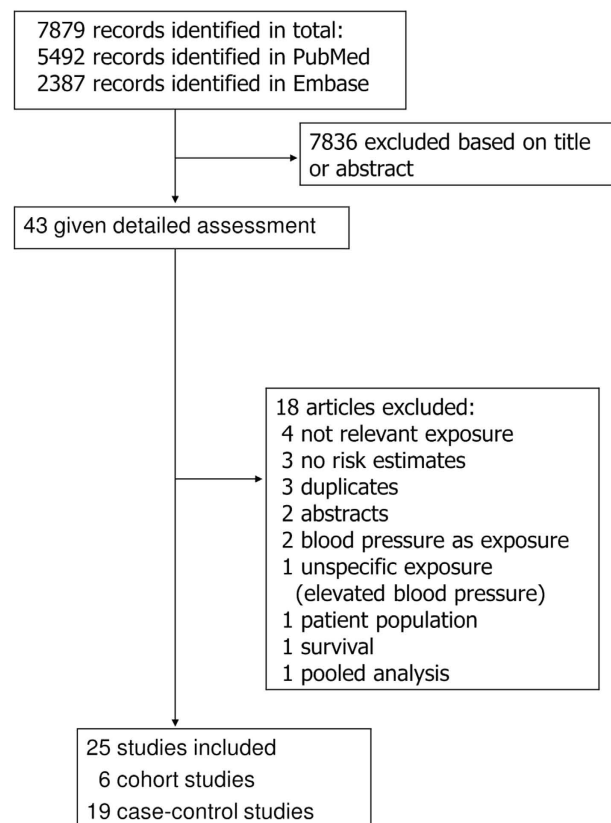 7879 records identified in total:
5492 records identified in PubMed
2387 records identified in Embase
7836 excluded based on title
or abstract
43 given detailed assessment
18 articles excluded:
4 not relevant exposure
3 no risk estimates
3 duplicates
2 abstracts
2 blood pressure as exposure
1 unspecific exposure
(elevated blood pressure)
1 patient population
1 survival
1 pooled analysis
25 studies included
6 cohort studies
19 case-control studies